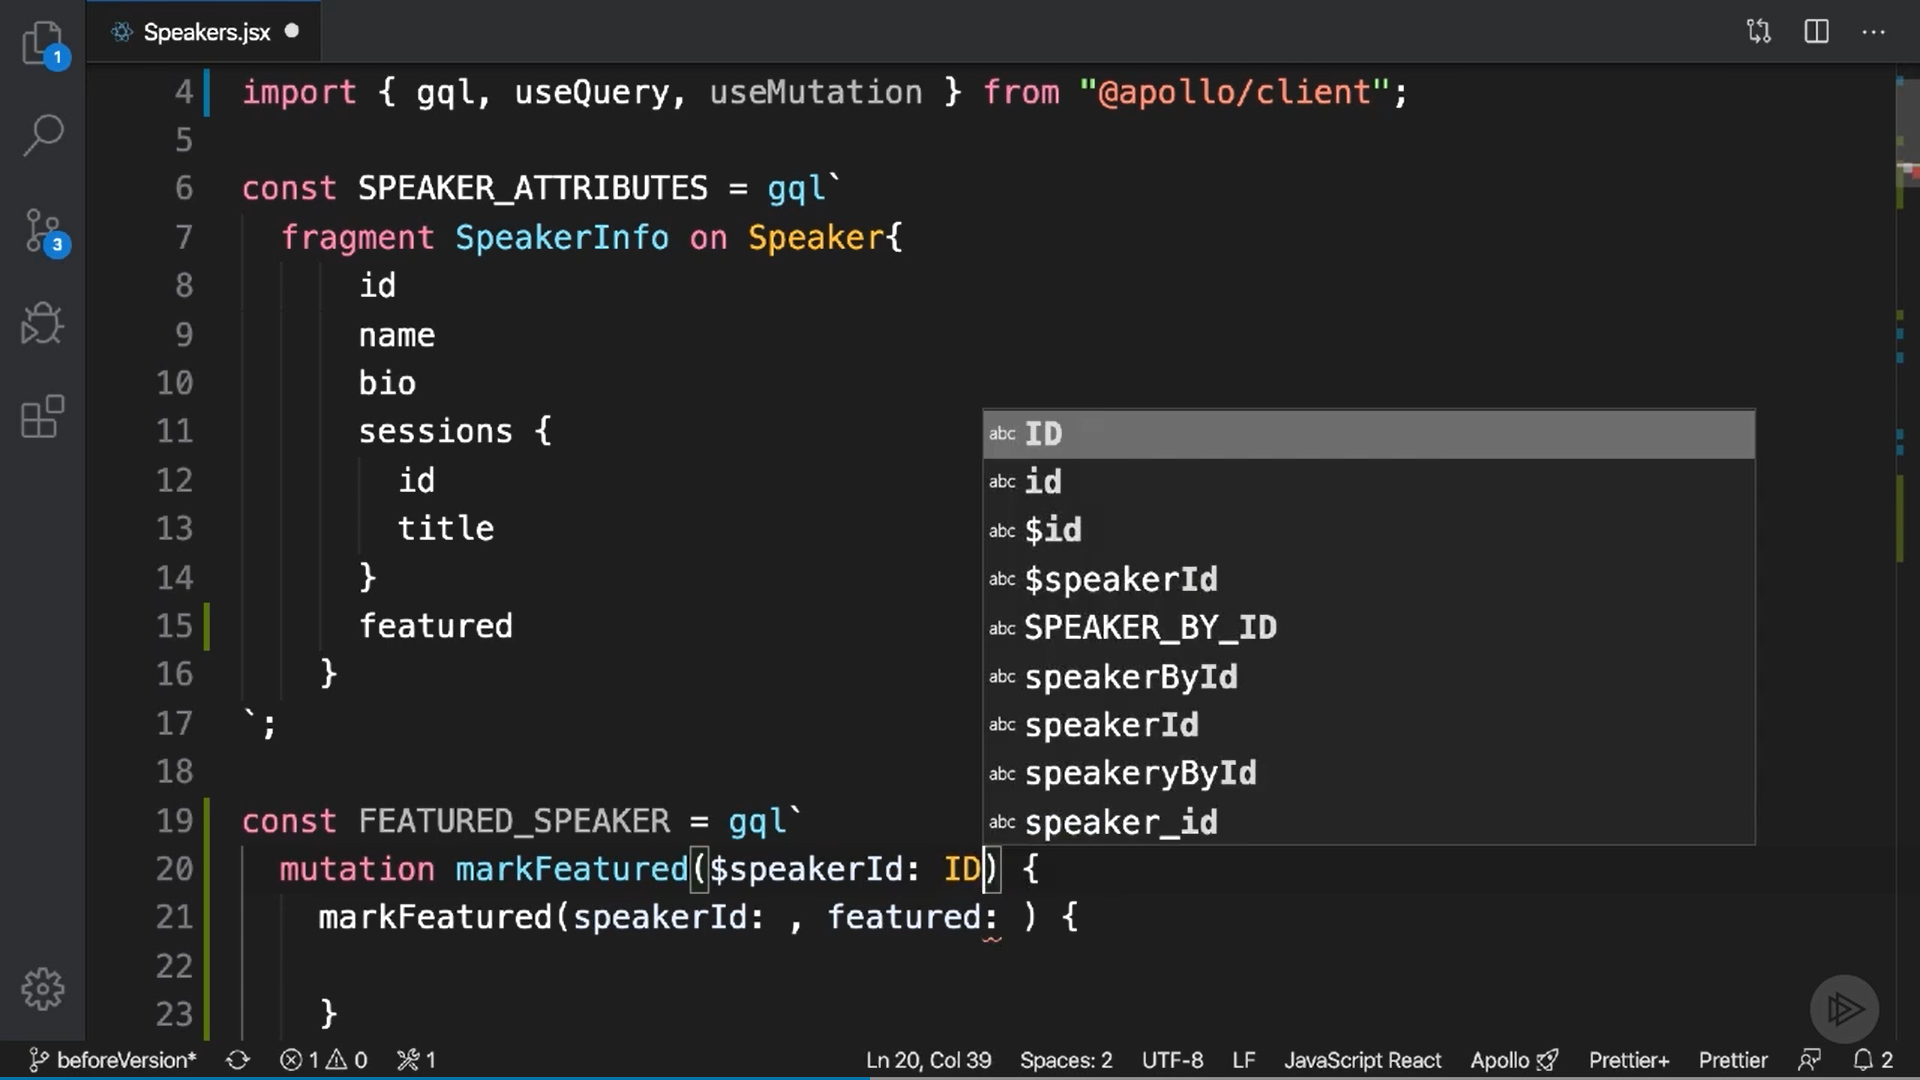 Speakers.jsx
1
3
4 import { gql, useQuery, useMutation } from "@apollo/client";
5
6 const SPEAKER_ATTRIBUTES = gql`
7 fragment SpeakerInfo on Speaker{
8 id
9 name
10 bio
11 sessions {
12 id
13 title
14 }
15 featured
16 }
17 `;
18
19 const FEATURED_SPEAKER = gql`
20 mutation markFeatured($speakerId: ID) {
21 markFeatured(speakerId: , featured: ) {
22
23 }
abc ID
abc id
abc $id
abc $speakerId
abc SPEAKER_BY_ID
abc speakerById
abc speakerId
abc speakeryById
abc speaker_id
beforeVersion* 1 0 1 Ln 20, Col 39 Spaces: 2 UTF-8 LF JavaScript React Apollo Prettier+ Prettier 2